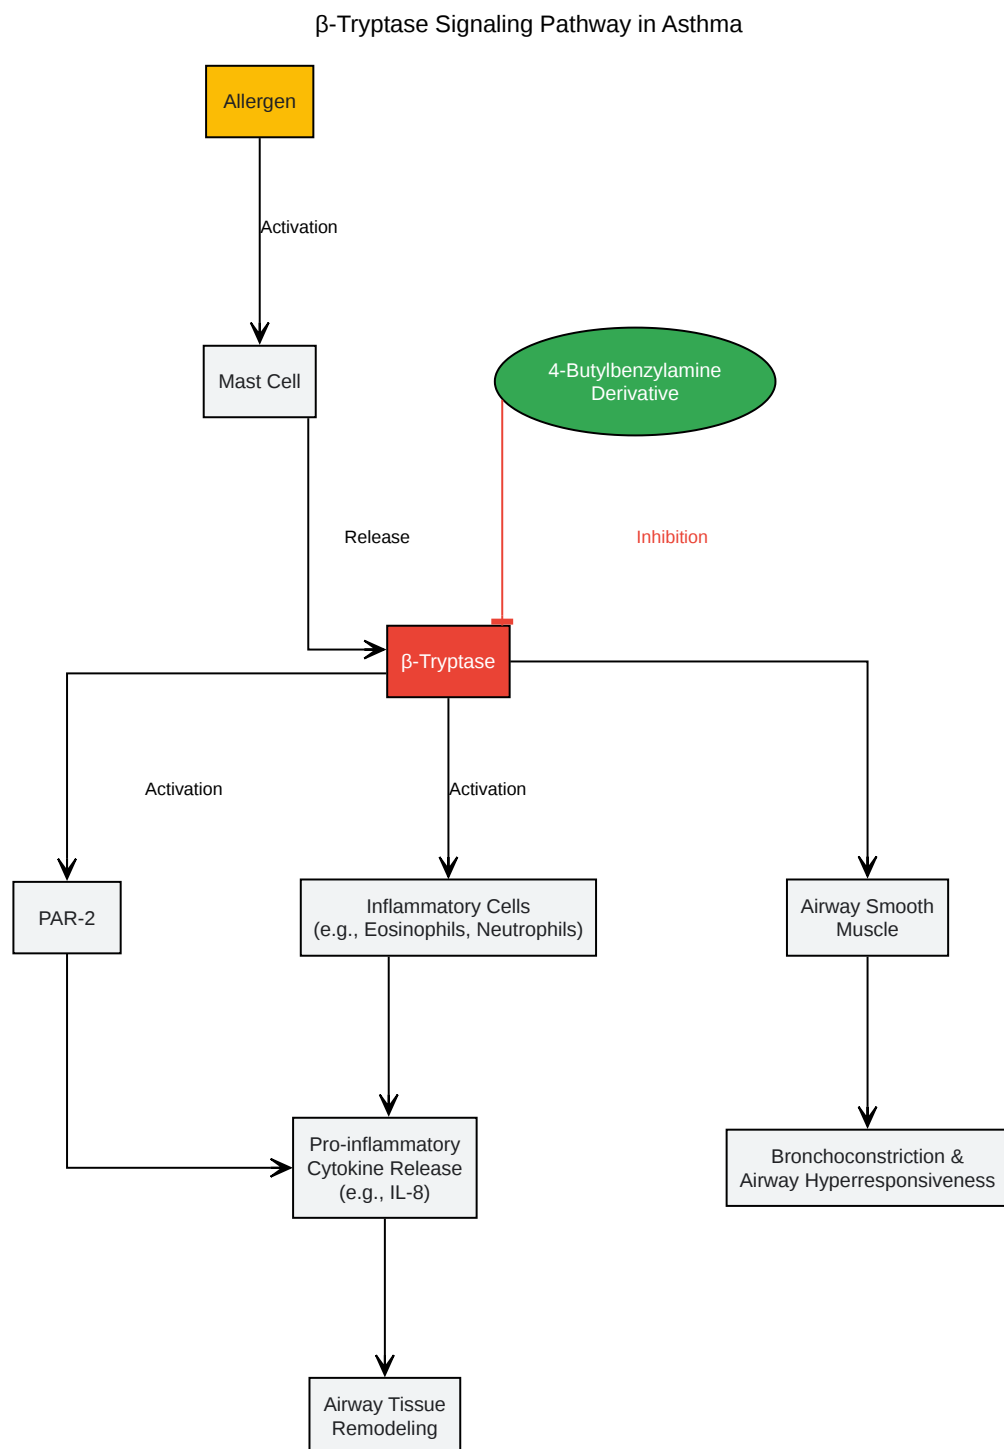 β-Tryptase Signaling Pathway in Asthma
Allergen
Activation
Mast Cell
4-Butylbenzylamine
Derivative
Release
Inhibition
β-Tryptase
Activation
Activation
PAR-2
Inflammatory Cells
(e.g., Eosinophils, Neutrophils)
Airway Smooth
Muscle
Pro-inflammatory
Cytokine Release
(e.g., IL-8)
Bronchoconstriction &
Airway Hyperresponsiveness
Airway Tissue
Remodeling